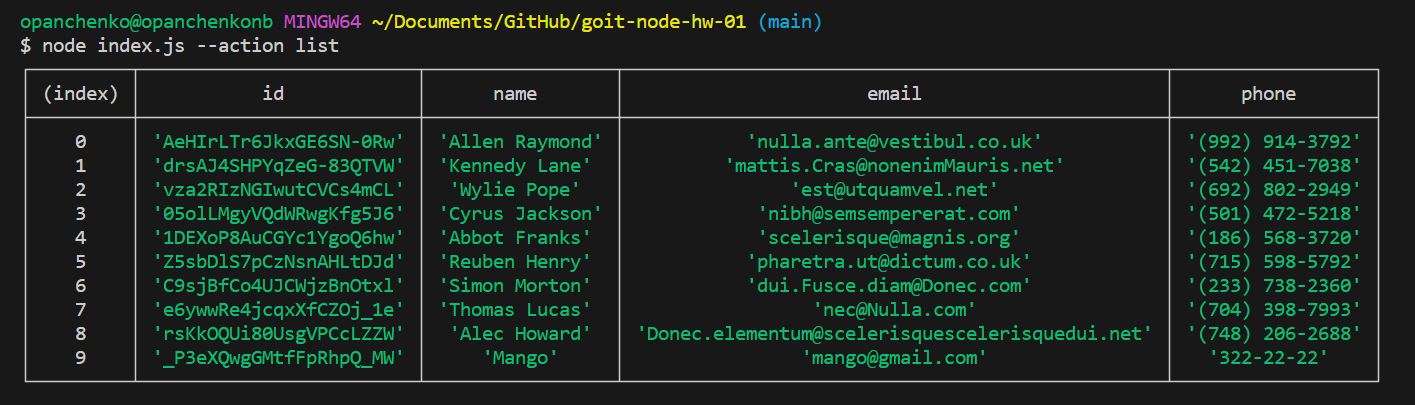 opanchenko@opanchenkonb MINGW64 ~/Documents/GitHub/goit-node-hw-01 (main)
$ node index.js --action list
(index) id name email phone
0 'AeHIrLTr6JkxGE6SN-0Rw' 'Allen Raymond' 'nulla.ante@vestibul.co.uk' '(992) 914-3792'
1 'drsAJ4SHPYqZeG-83QTVW' 'Kennedy Lane' 'mattis.Cras@nonenimMauris.net' '(542) 451-7038'
2 'vza2RIzNGIwutCVCs4mCL' 'Wylie Pope' 'est@utquamvel.net' '(692) 802-2949'
3 '05olLMgyVQdWRwgKfg5J6' 'Cyrus Jackson' 'nibh@semsempererat.com' '(501) 472-5218'
4 '1DEXoP8AuCGYc1YgoQ6hw' 'Abbot Franks' 'scelerisque@magnis.org' '(186) 568-3720'
5 'Z5sbDlS7pCzNsnAHLtDJd' 'Reuben Henry' 'pharetra.ut@dictum.co.uk' '(715) 598-5792'
6 'C9sjBfCo4UJCWjzBnOtxl' 'Simon Morton' 'dui.Fusce.diam@Donec.com' '(233) 738-2360'
7 'e6ywwRe4jcqxXfCZOj_1e' 'Thomas Lucas' 'nec@Nulla.com' '(704) 398-7993'
8 'rsKkOQUi80UsgVPCcLZZW' 'Alec Howard' 'Donec.elementum@scelerisquescelerisquedui.net' '(748) 206-2688'
9 '_P3eXQwgGMtfFpRhpQ_MW' 'Mango' 'mango@gmail.com' '322-22-22'